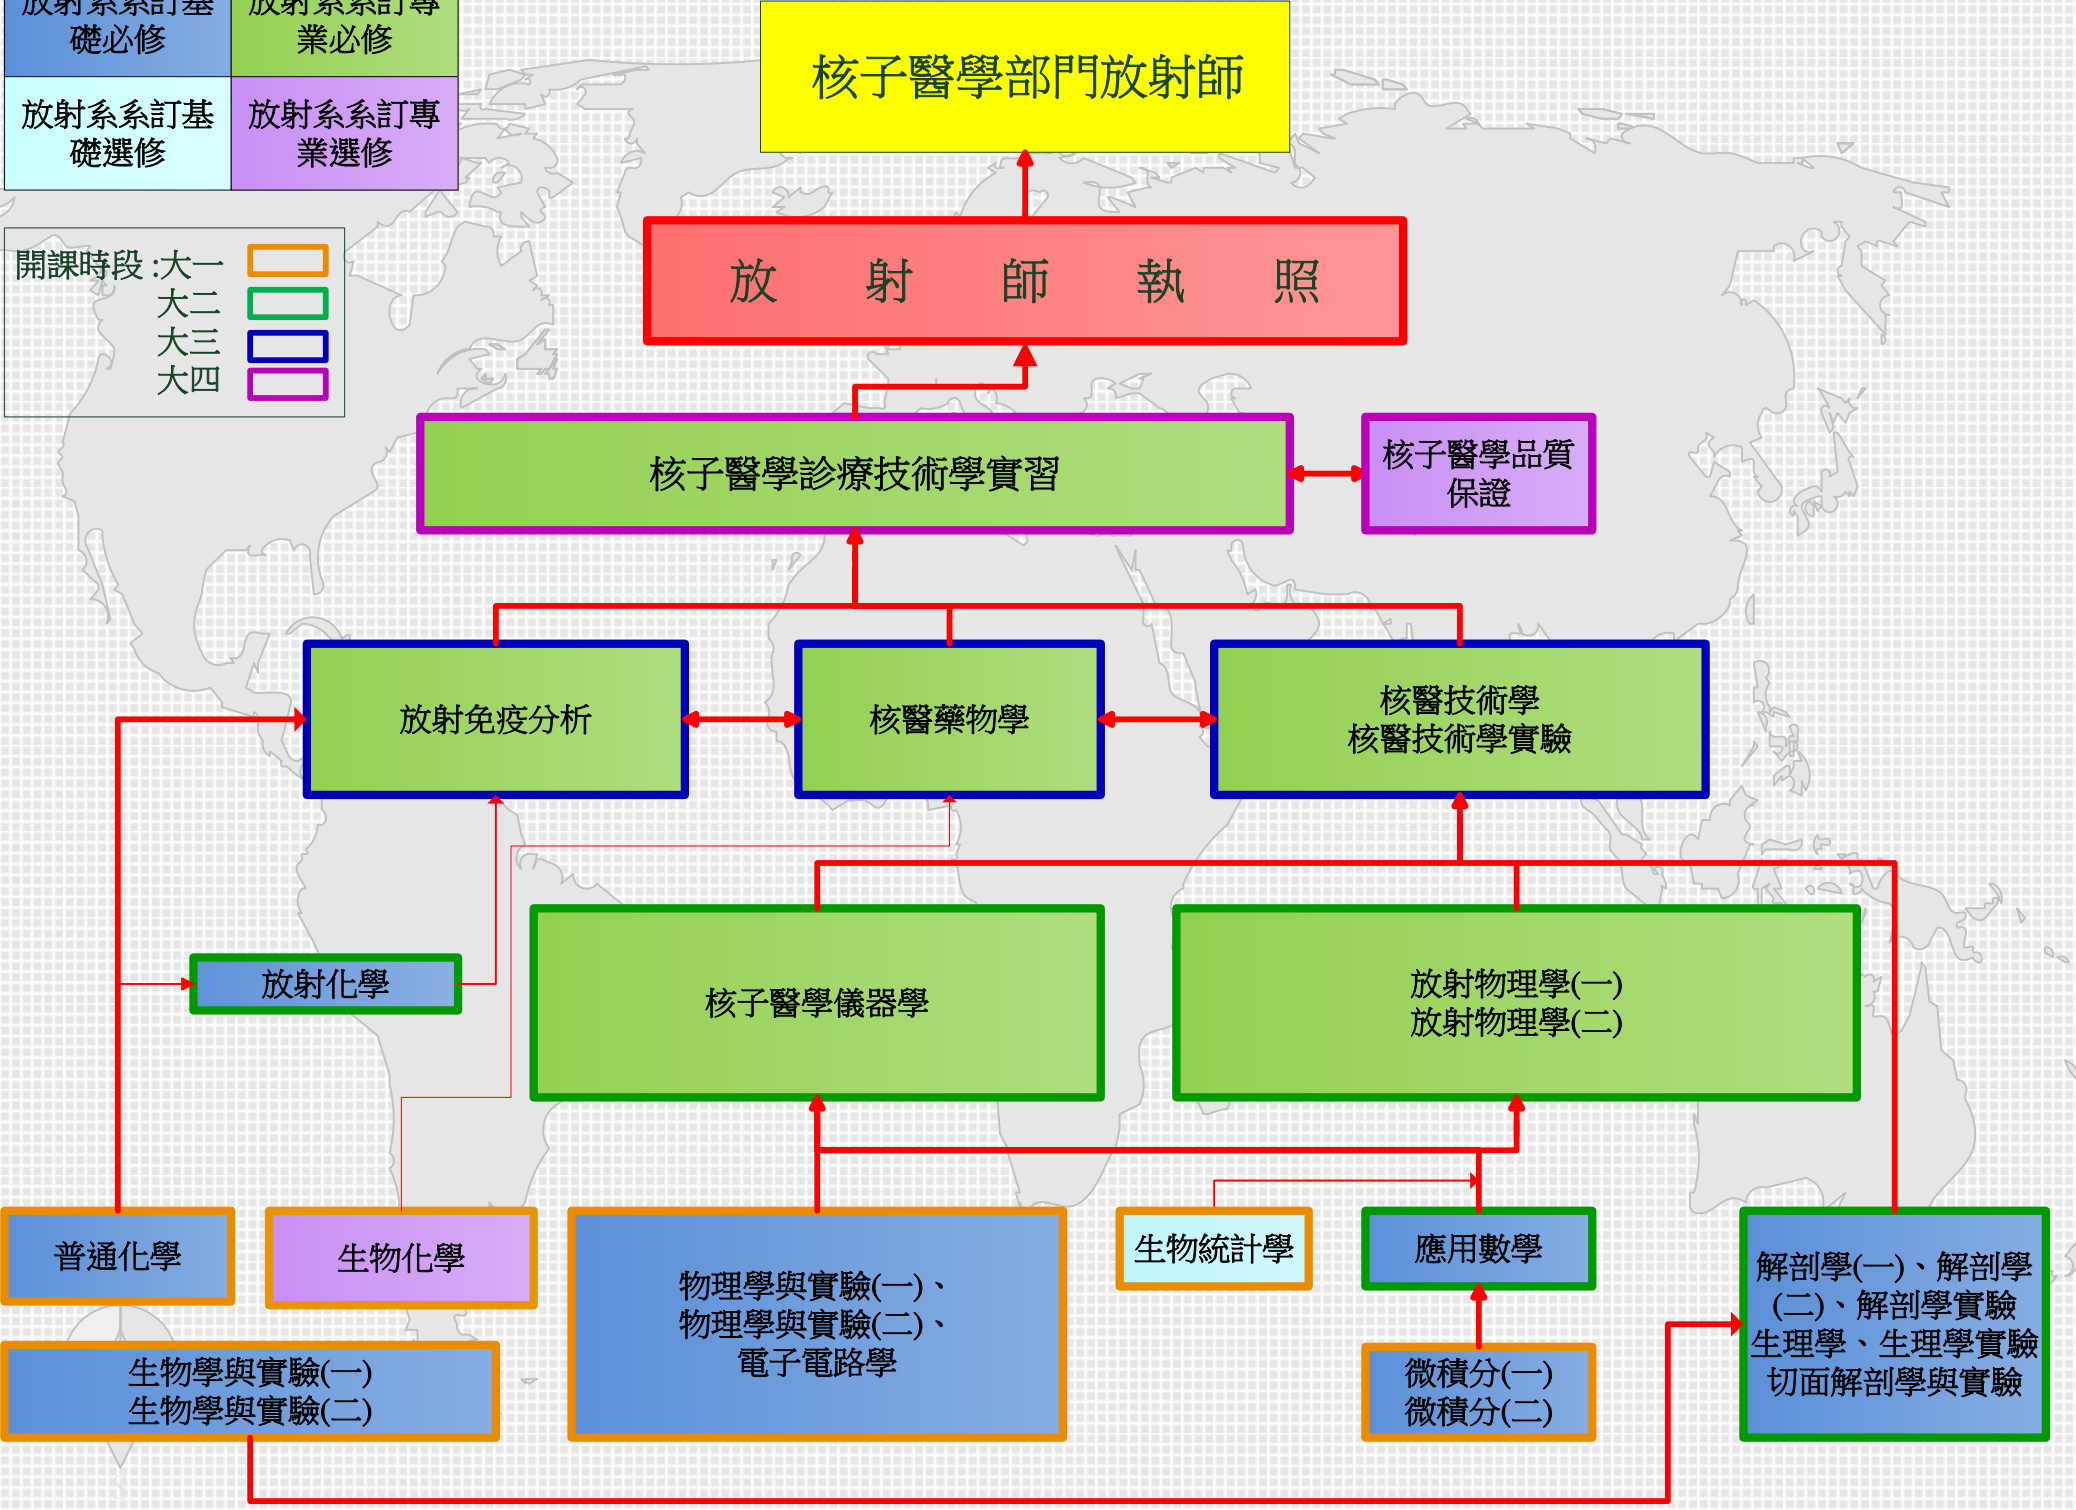 放射系系訂基
礎必修
放射系系訂專
業必修
放射系系訂基
礎選修
放射系系訂專
業選修
開課時段 :大一
大二
大三
大四
核子醫學部門放射師
放 射 師 執 照
核子醫學診療技術學實習
核子醫學品質
保證
放射免疫分析
核醫藥物學
核醫技術學
核醫技術學實驗
放射化學
核子醫學儀器學
放射物理學(一)
放射物理學(二)
普通化學
生物化學
物理學與實驗(一)、
物理學與實驗(二)、
電子電路學
生物統計學
應用數學
解剖學(一)、解剖學
(二)、解剖學實驗
生理學、生理學實驗
切面解剖學與實驗
生物學與實驗(一)
生物學與實驗(二)
微積分(一)
微積分(二)